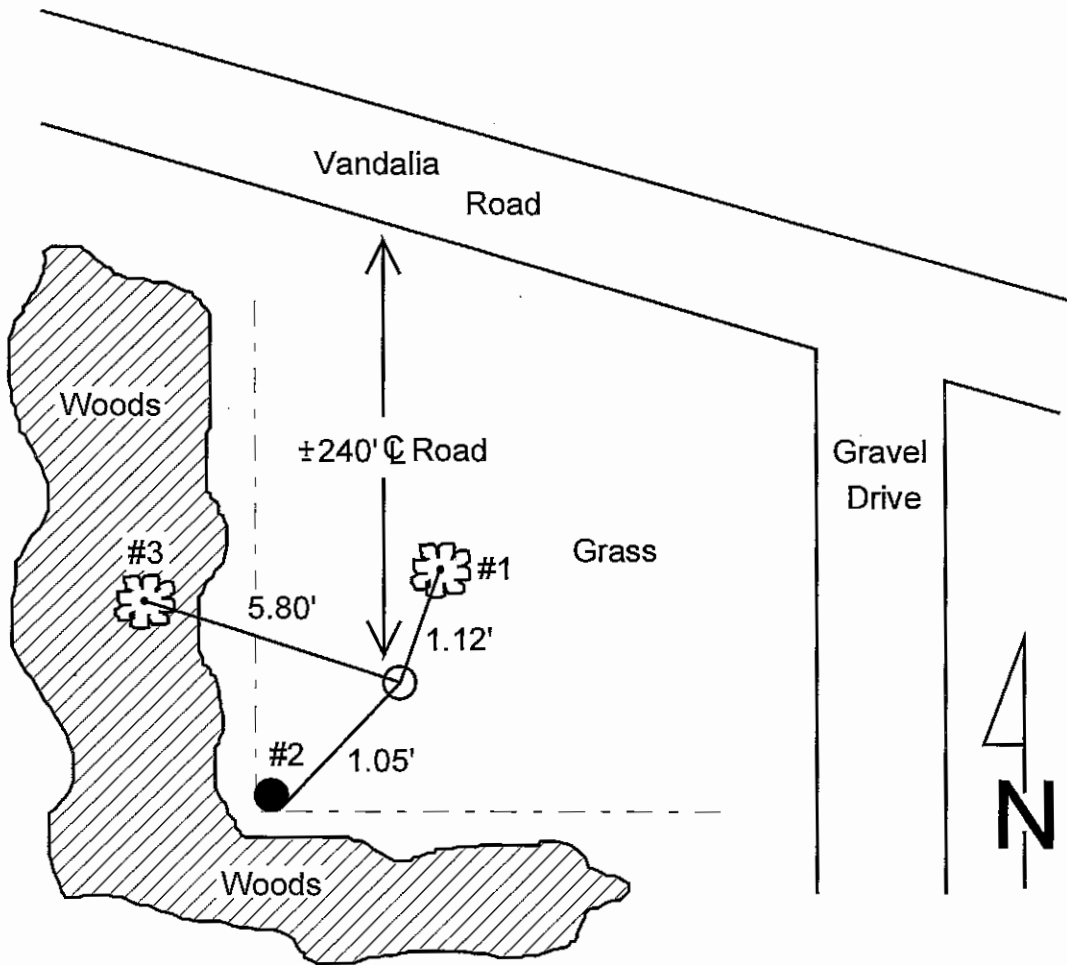 Vandalia
Road
Woods
±240' ℄ Road
Gravel
Drive
#3
#1
Grass
5.80'
1.12'
#2
1.05'
N
Woods